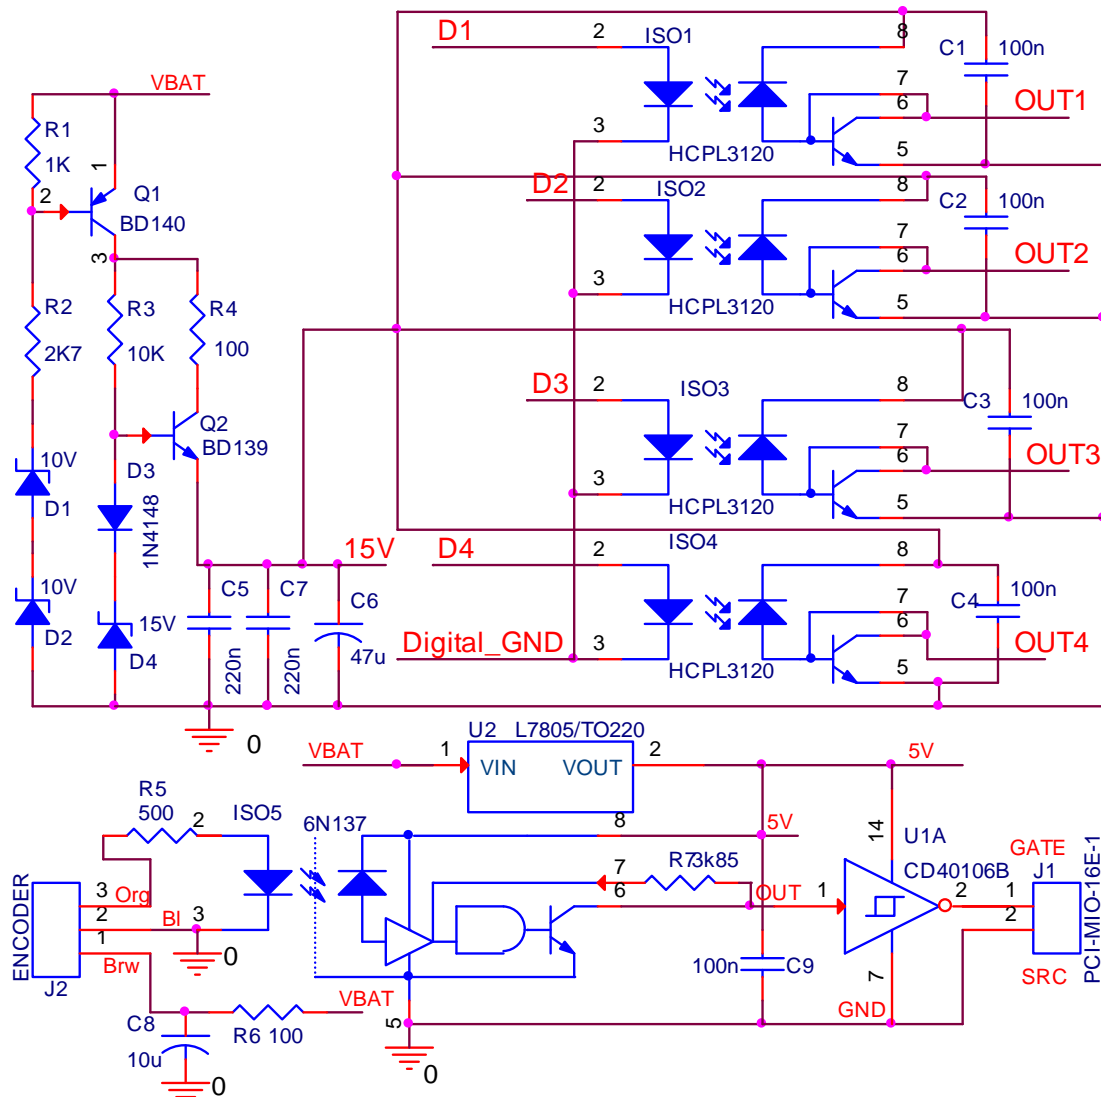 D1
2
ISO1
8
C1
100n
7
6
OUT1
3
5
HCPL3120
VBAT
R1
1K
1
2
Q1
BD140
3
D2
2
ISO2
8
C2
100n
7
6
OUT2
3
5
HCPL3120
R2
2K7
R3
10K
R4
100
D3
2
ISO3
8
C3
100n
7
6
OUT3
3
5
HCPL3120
Q2
BD139
10V
D1
D3
1N4148
10V
D2
15V
D4
15V
C5
220n
C7
220n
C6
47u
0
D4
2
ISO4
8
C4
100n
7
6
OUT4
Digital_GND
3
5
HCPL3120
U2 L7805/TO220
VBAT
1
VIN
VOUT
2
5V
R5
500
2
ISO5
6N137
8
5V
14
U1A
CD40106B
GATE
J1
7
R7
3k85
6
OUT
1
2
1
2
PCI-MIO-16E-1
ENCODER
3
Org
2
Bl
3
1
Brw
J2
0
VBAT
100n
C9
7
SRC
GND
C8
10u
R6 100
5
0
0